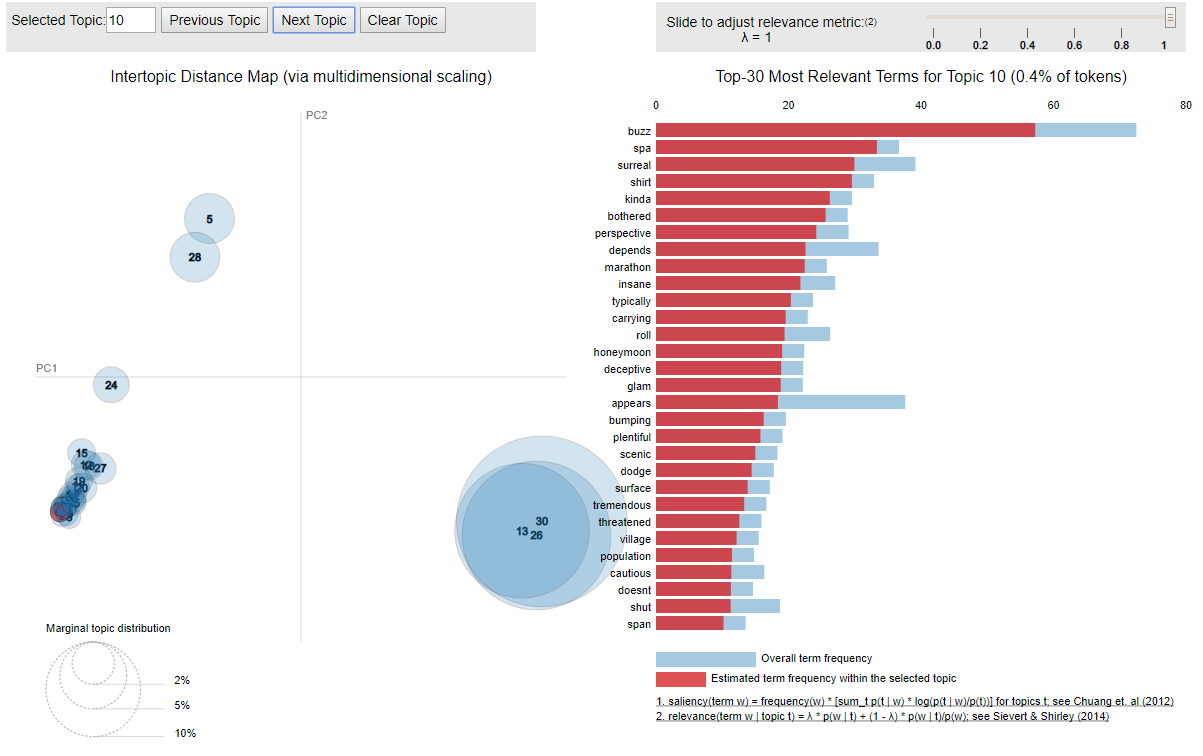 Selected Topic: 10 Previous Topic Next Topic Clear Topic
Slide to adjust relevance metric:(2)
λ = 1
0.0 0.2 0.4 0.6 0.8 1
Intertopic Distance Map (via multidimensional scaling)
PC2
5
28
PC1
24
15
27
30
13 26
Marginal topic distribution
2%
5%
10%
Top-30 Most Relevant Terms for Topic 10 (0.4% of tokens)
0 20 40 60 80
buzz
spa
surreal
shirt
kinda
bothered
perspective
depends
marathon
insane
typically
carrying
roll
honeymoon
deceptive
glam
appears
bumping
plentiful
scenic
dodge
surface
tremendous
threatened
village
population
cautious
doesnt
shut
span
Overall term frequency
Estimated term frequency within the selected topic
1. saliency(term w) = frequency(w) * [sum_t p(t | w) * log(p(t | w)/p(t))] for topics t; see Chuang et. al (2012)
2. relevance(term w | topic t) = λ * p(w | t) + (1 - λ) * p(w | t)/p(w); see Sievert & Shirley (2014)